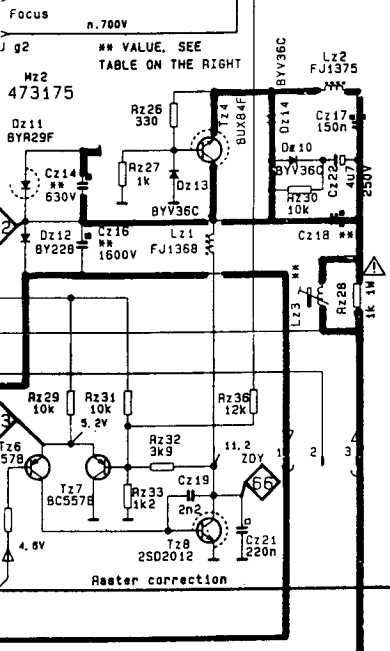 Focus
n.700V
g2
** VALUE, SEE
TABLE ON THE RIGHT
BYV36C
Lz2
FJ1375
Mz2
473175
Rz26
330
Tz4
BUX84F
Dz14
Cz17
150n
Dz11
BYR29F
Cz14
**
630V
Rz27
1k
Dz13
BYV36C
Dz10
BYV36C
Rz30
10k
Cz22
4u7
250V
Dz12
BY228
Cz16
**
1600V
Lz1
FJ1368
Cz18 **
2
**
Lz3
Rz28
1k 1W
!
Rz29
10k
Rz31
10k
Rz36
12k
3
5.2V
Tz6
557B
Rz32
3k9
11,2
ZDY
66
1
2
3
Tz7
BC557B
Rz33
1k2
Cz19
2n2
Tz8
2SD2012
Cz21
220n
4,6V
Raster correction